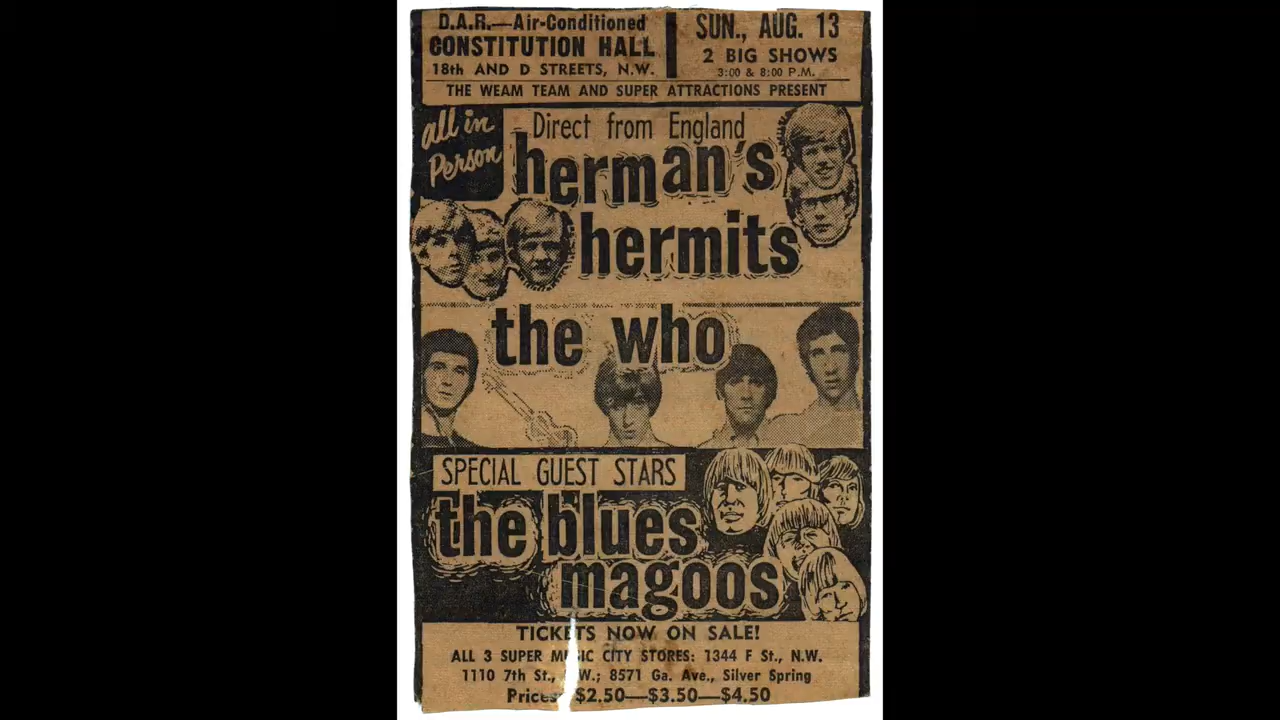 D.A.R.—Air-Conditioned
CONSTITUTION HALL
18th AND D STREETS, N.W.
SUN., AUG. 13
2 BIG SHOWS
3:00 & 8:00 P.M.
THE WEAM TEAM AND SUPER ATTRACTIONS PRESENT
all in
Person
Direct from England
herman's
hermits
the who
SPECIAL GUEST STARS
the blues
magoos
TICKETS NOW ON SALE!
ALL 3 SUPER MUSIC CITY STORES: 1344 F St., N.W.
1110 7th St., N.W.; 8571 Ga. Ave., Silver Spring
Prices $2.50—$3.50—$4.50